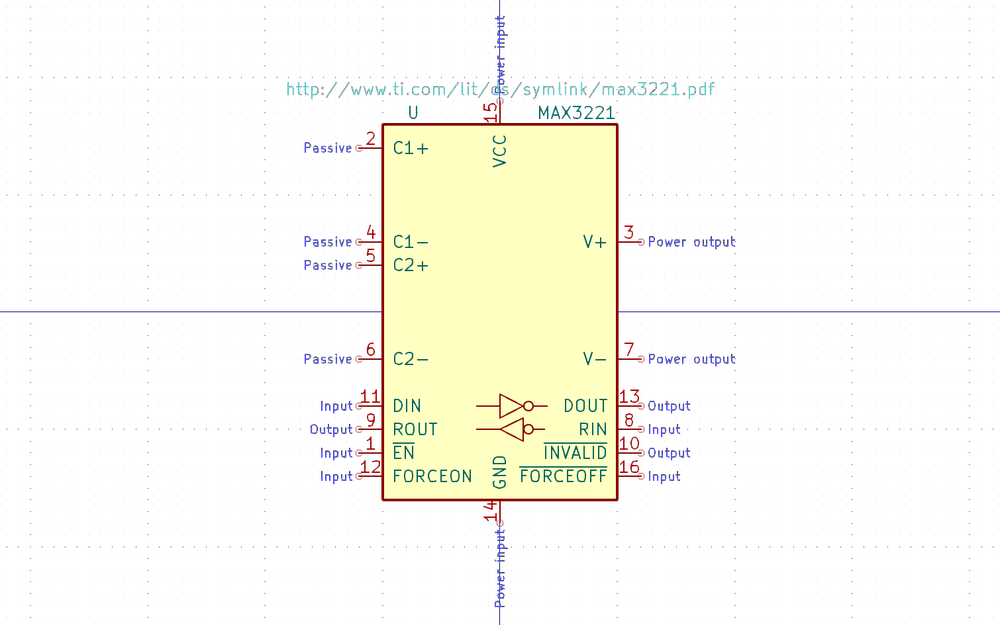 Power input
http://www.ti.com/lit/ds/symlink/max3221.pdf
U 15 MAX3221
VCC
Passive 2 C1+
Passive 4 C1- V+ 3 Power output
Passive 5 C2+
Passive 6 C2- V- 7 Power output
Input 11 DIN DOUT 13 Output
Output 9 ROUT RIN 8 Input
Input 1 EN INVALID 10 Output
Input 12 FORCEON GND FORCEOFF 16 Input
14
Power input